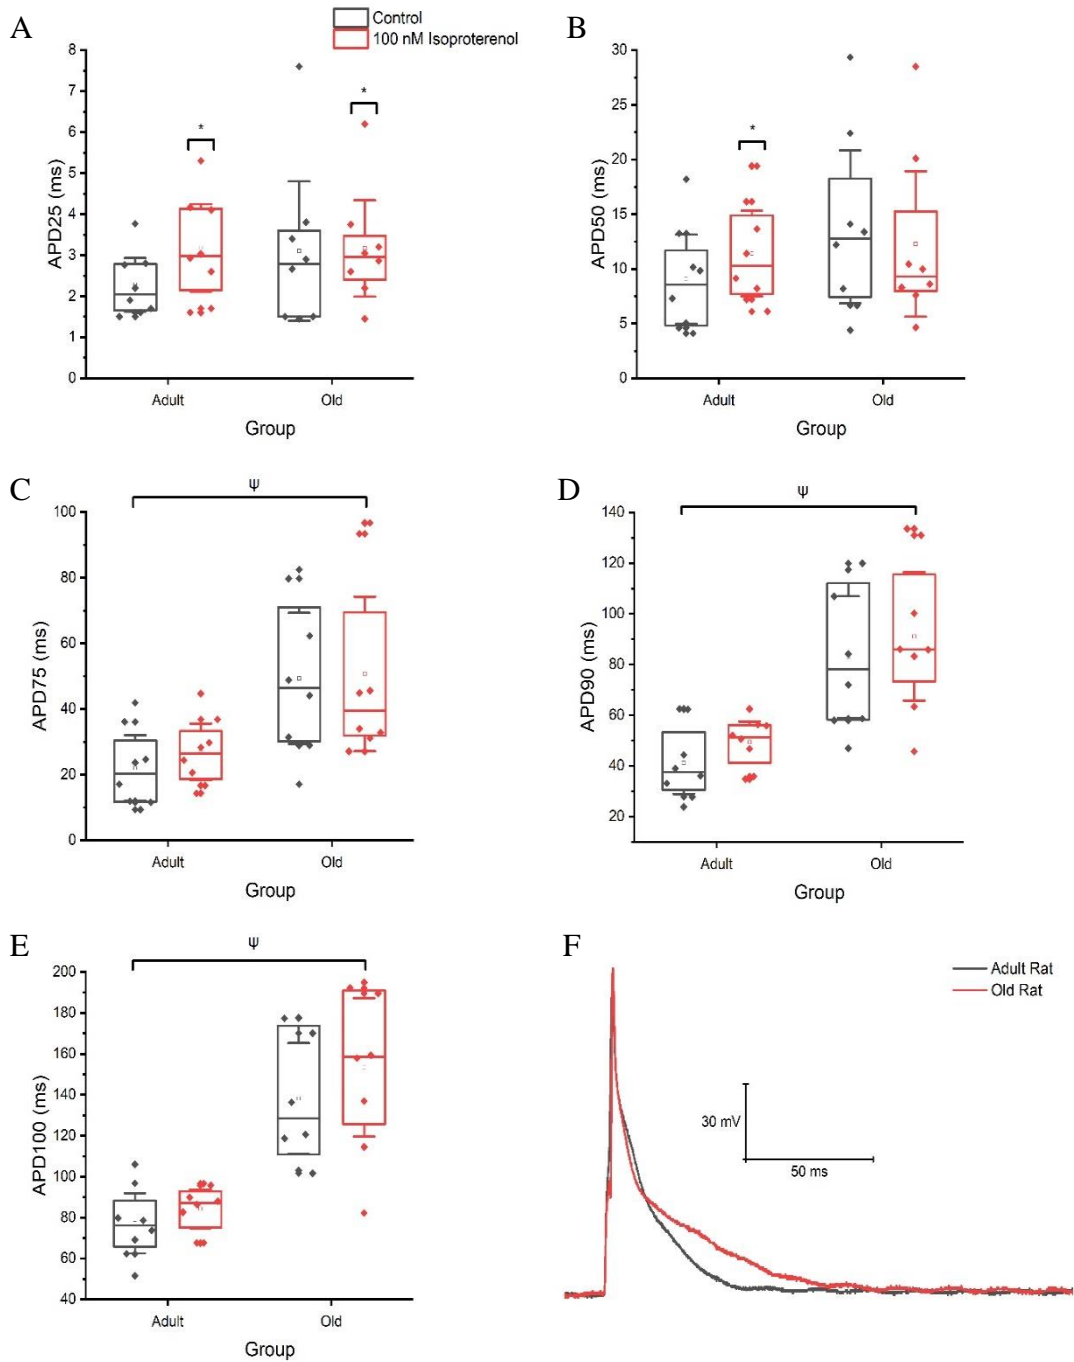 A
Control
100 nM Isoproterenol
8
7
6
5
4
3
2
1
0
APD25 (ms)
*
*
Adult
Old
Group
B
30
25
20
15
10
5
0
APD50 (ms)
*
Adult
Old
Group
C
ψ
100
80
60
40
20
0
APD75 (ms)
Adult
Old
Group
D
ψ
140
120
100
80
60
40
20
APD90 (ms)
Adult
Old
Group
E
ψ
200
180
160
140
120
100
80
60
40
APD100 (ms)
Adult
Old
Group
F
Adult Rat
Old Rat
30 mV
50 ms